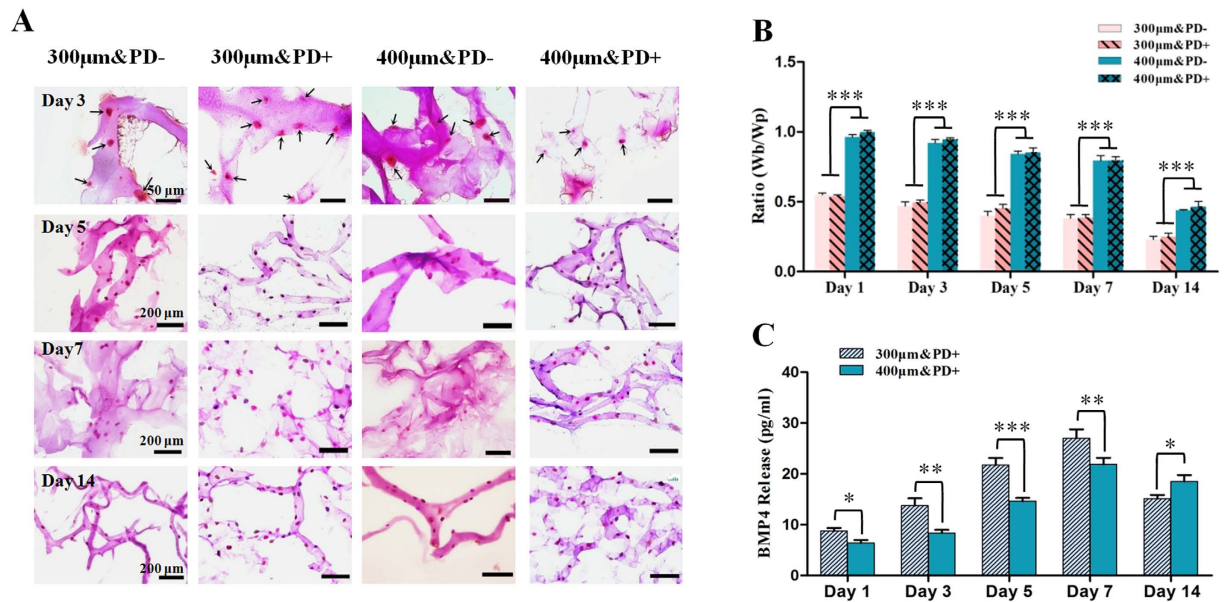 A
300μm&PD-
300μm&PD+
400μm&PD-
400μm&PD+
Day 3
50 μm
Day 5
200 μm
Day7
200 μm
Day 14
200 μm
B
300μm&PD-
300μm&PD+
400μm&PD-
400μm&PD+
Ratio (Wb/Wp)
1.5
1.0
0.5
0.0
***
***
***
***
***
Day 1
Day 3
Day 5
Day 7
Day 14
C
300μm&PD+
400μm&PD+
BMP4 Release (pg/ml)
40
30
20
10
0
*
**
***
**
*
Day 1
Day 3
Day 5
Day 7
Day 14